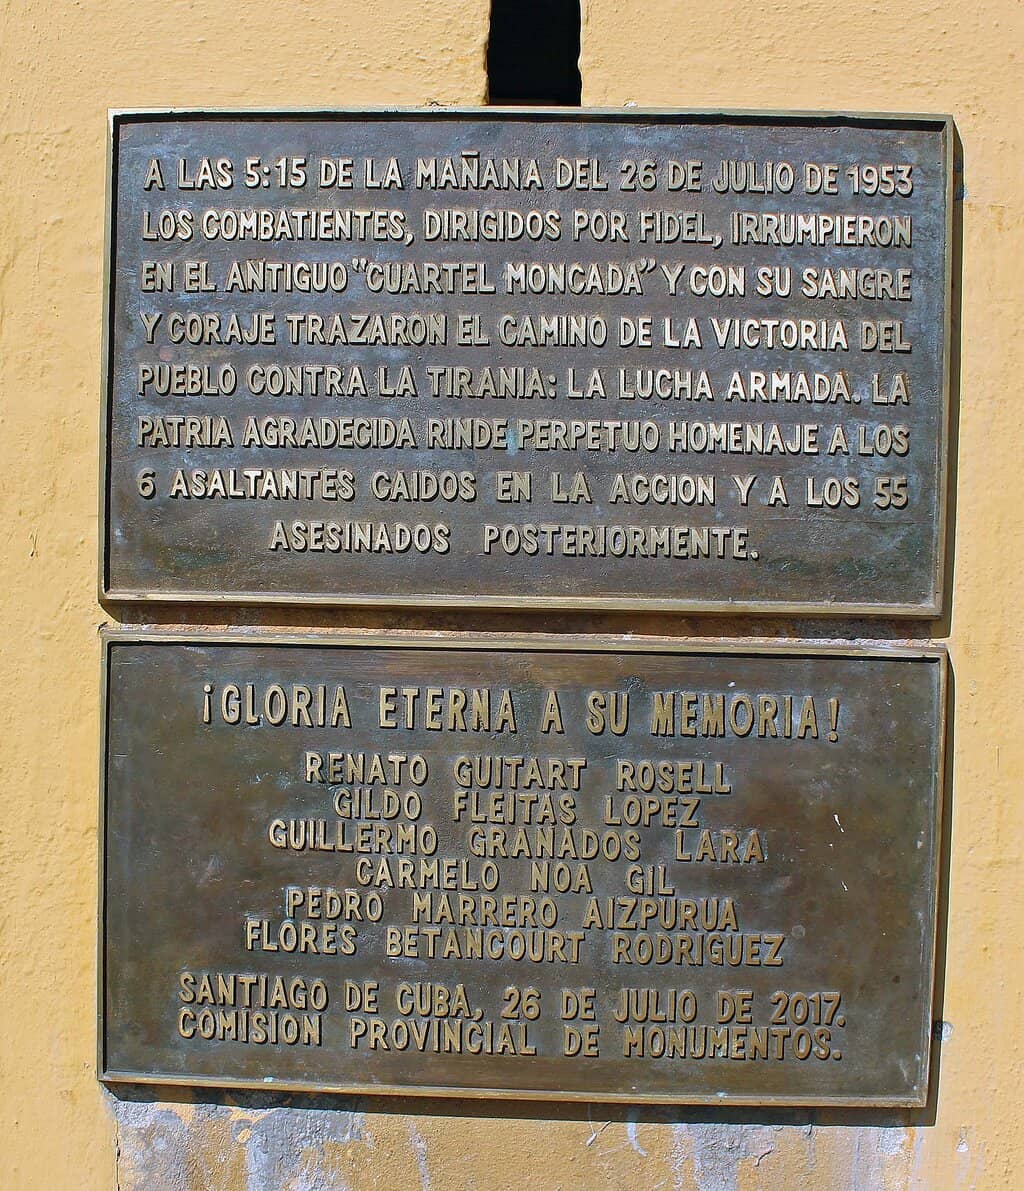 A LAS 5:15 DE LA MAÑANA DEL 26 DE JULIO DE 1953
LOS COMBATIENTES, DIRIGIDOS POR FIDEL, IRRUMPIERON
EN EL ANTIGUO "CUARTEL MONCADA" Y CON SU SANGRE
Y CORAJE TRAZARON EL CAMINO DE LA VICTORIA DEL
PUEBLO CONTRA LA TIRANIA: LA LUCHA ARMADA. LA
PATRIA AGRADECIDA RINDE PERPETUO HOMENAJE A LOS
6 ASALTANTES CAIDOS EN LA ACCION Y A LOS 55
ASESINADOS POSTERIORMENTE.
¡GLORIA ETERNA A SU MEMORIA!
RENATO GUITART ROSELL
GILDO FLEITAS LOPEZ
GUILLERMO GRANADOS LARA
CARMELO NOA GIL
PEDRO MARRERO AIZPURUA
FLORES BETANCOURT RODRIGUEZ
SANTIAGO DE CUBA, 26 DE JULIO DE 2017.
COMISION PROVINCIAL DE MONUMENTOS.